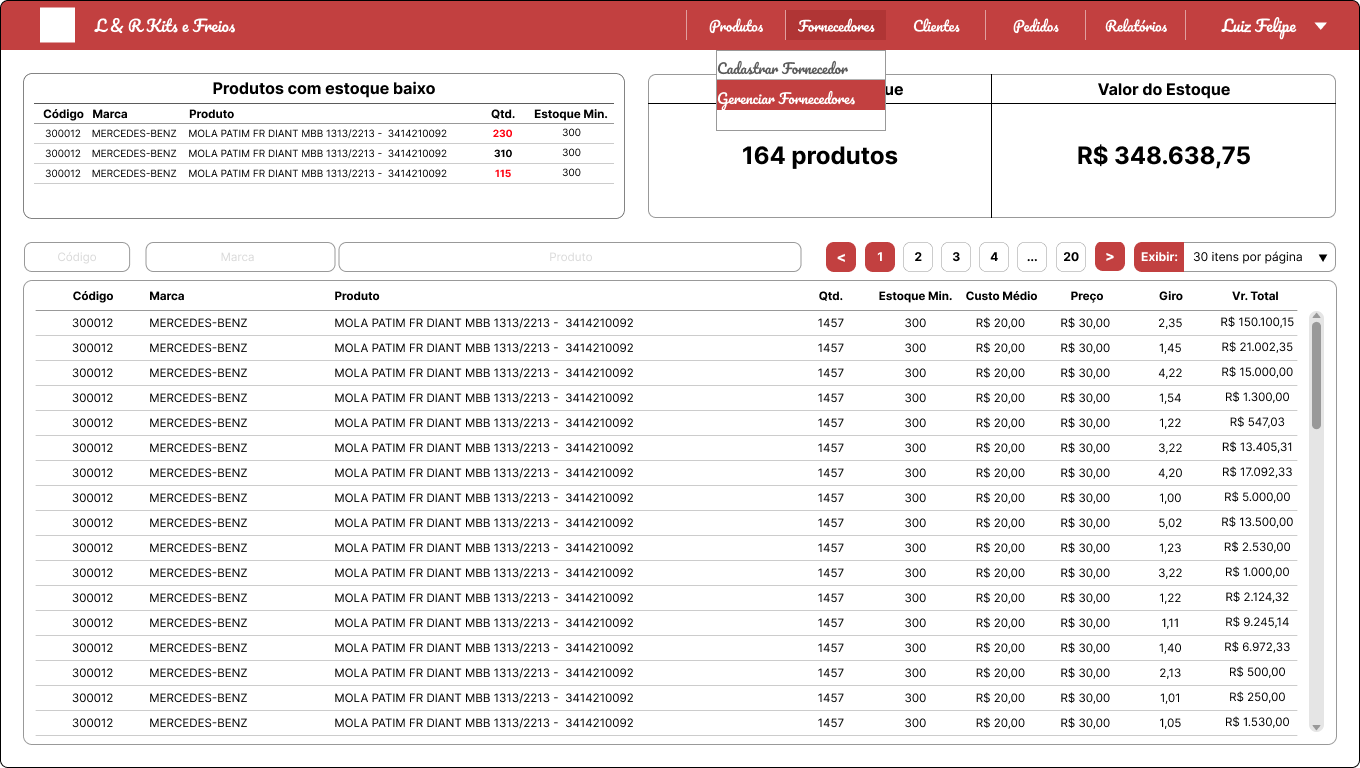 L & R Kits e Freios Produtos Fornecedores Clientes Pedidos Relatórios Luiz Felipe
Cadastrar Fornecedor
Gerenciar Fornecedores
Produtos com estoque baixo
Código Marca Produto Qtd. Estoque Min.
300012 MERCEDES-BENZ MOLA PATIM FR DIANT MBB 1313/2213 - 3414210092 230 300
300012 MERCEDES-BENZ MOLA PATIM FR DIANT MBB 1313/2213 - 3414210092 310 300
300012 MERCEDES-BENZ MOLA PATIM FR DIANT MBB 1313/2213 - 3414210092 115 300
164 produtos
Valor do Estoque
R$ 348.638,75
Código Marca Produto < 1 2 3 4 ... 20 > Exibir: 30 itens por página
Código Marca Produto Qtd. Estoque Min. Custo Médio Preço Giro Vr. Total
300012 MERCEDES-BENZ MOLA PATIM FR DIANT MBB 1313/2213 - 3414210092 1457 300 R$ 20,00 R$ 30,00 2,35 R$ 150.100,15
300012 MERCEDES-BENZ MOLA PATIM FR DIANT MBB 1313/2213 - 3414210092 1457 300 R$ 20,00 R$ 30,00 1,45 R$ 21.002,35
300012 MERCEDES-BENZ MOLA PATIM FR DIANT MBB 1313/2213 - 3414210092 1457 300 R$ 20,00 R$ 30,00 4,22 R$ 15.000,00
300012 MERCEDES-BENZ MOLA PATIM FR DIANT MBB 1313/2213 - 3414210092 1457 300 R$ 20,00 R$ 30,00 1,54 R$ 1.300,00
300012 MERCEDES-BENZ MOLA PATIM FR DIANT MBB 1313/2213 - 3414210092 1457 300 R$ 20,00 R$ 30,00 1,22 R$ 547,03
300012 MERCEDES-BENZ MOLA PATIM FR DIANT MBB 1313/2213 - 3414210092 1457 300 R$ 20,00 R$ 30,00 3,22 R$ 13.405,31
300012 MERCEDES-BENZ MOLA PATIM FR DIANT MBB 1313/2213 - 3414210092 1457 300 R$ 20,00 R$ 30,00 4,20 R$ 17.092,33
300012 MERCEDES-BENZ MOLA PATIM FR DIANT MBB 1313/2213 - 3414210092 1457 300 R$ 20,00 R$ 30,00 1,00 R$ 5.000,00
300012 MERCEDES-BENZ MOLA PATIM FR DIANT MBB 1313/2213 - 3414210092 1457 300 R$ 20,00 R$ 30,00 5,02 R$ 13.500,00
300012 MERCEDES-BENZ MOLA PATIM FR DIANT MBB 1313/2213 - 3414210092 1457 300 R$ 20,00 R$ 30,00 1,23 R$ 2.530,00
300012 MERCEDES-BENZ MOLA PATIM FR DIANT MBB 1313/2213 - 3414210092 1457 300 R$ 20,00 R$ 30,00 3,22 R$ 1.000,00
300012 MERCEDES-BENZ MOLA PATIM FR DIANT MBB 1313/2213 - 3414210092 1457 300 R$ 20,00 R$ 30,00 1,22 R$ 2.124,32
300012 MERCEDES-BENZ MOLA PATIM FR DIANT MBB 1313/2213 - 3414210092 1457 300 R$ 20,00 R$ 30,00 1,11 R$ 9.245,14
300012 MERCEDES-BENZ MOLA PATIM FR DIANT MBB 1313/2213 - 3414210092 1457 300 R$ 20,00 R$ 30,00 1,40 R$ 6.972,33
300012 MERCEDES-BENZ MOLA PATIM FR DIANT MBB 1313/2213 - 3414210092 1457 300 R$ 20,00 R$ 30,00 2,13 R$ 500,00
300012 MERCEDES-BENZ MOLA PATIM FR DIANT MBB 1313/2213 - 3414210092 1457 300 R$ 20,00 R$ 30,00 1,01 R$ 250,00
300012 MERCEDES-BENZ MOLA PATIM FR DIANT MBB 1313/2213 - 3414210092 1457 300 R$ 20,00 R$ 30,00 1,05 R$ 1.530,00